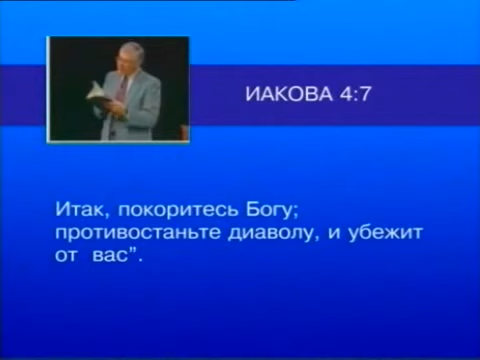 ИАКОВА 4:7
Итак, покоритесь Богу;
противостаньте диаволу, и убежит
от  вас”.